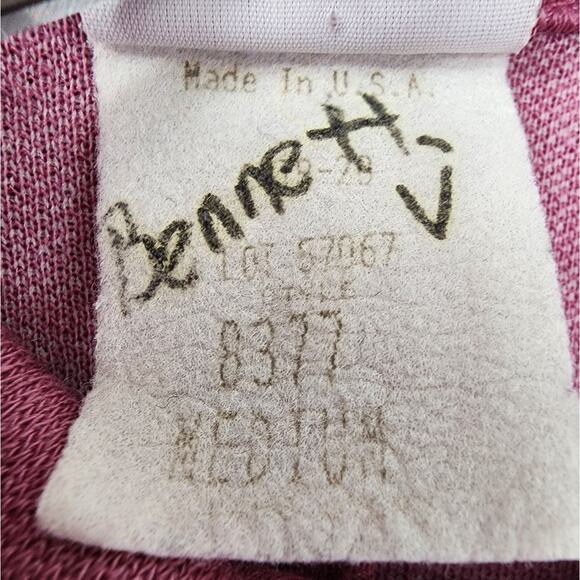 Made In U.S.A.
Bennett, V.
LOT 67067
STYLE
8377
MEDIUM